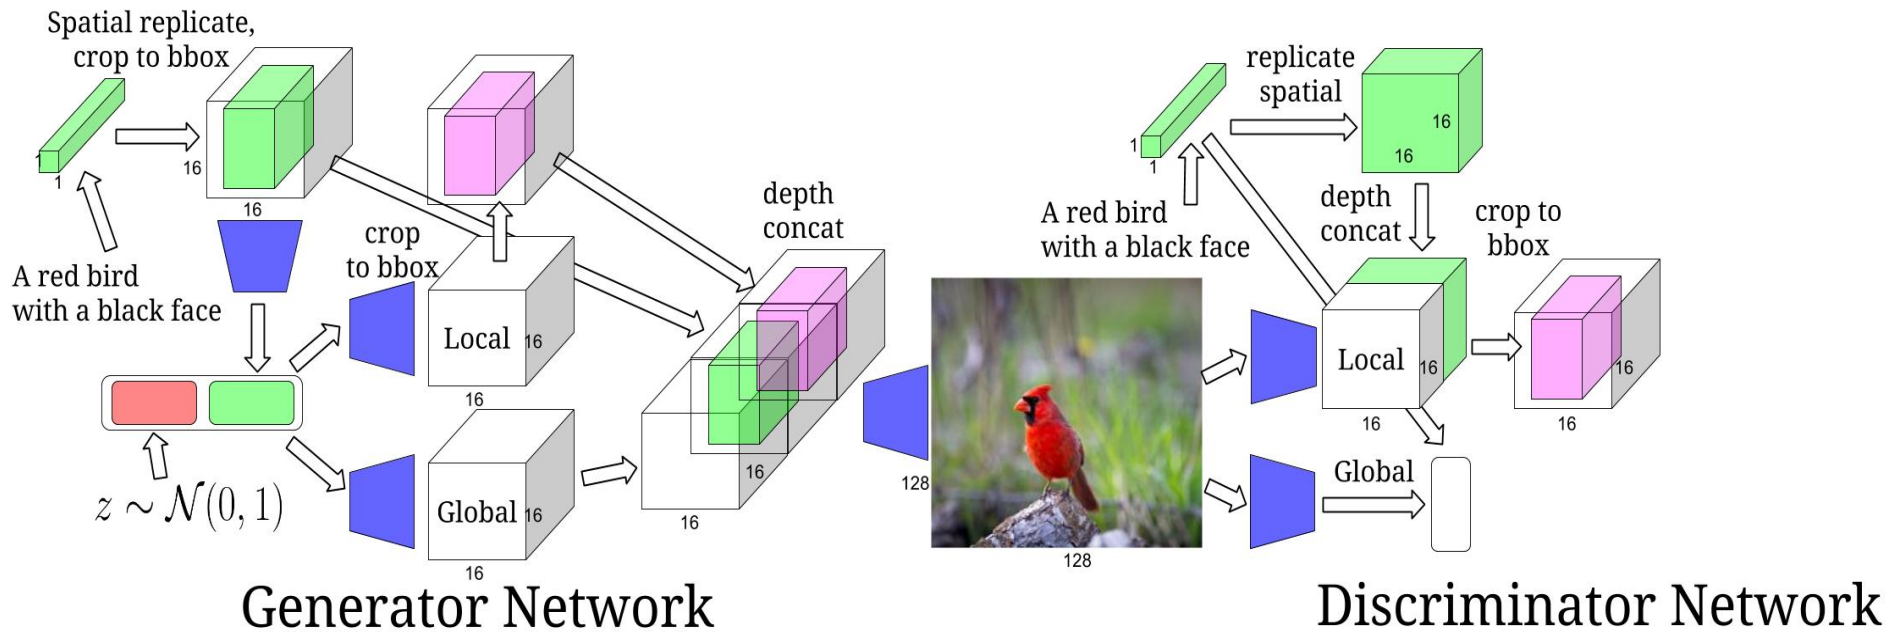 Spatial replicate,
crop to bbox
1
1
16
16
A red bird
with a black face
z ∼ 𝒩(0, 1)
crop
to bbox
Local
16
16
Global
16
16
depth
concat
16
16
Generator Network
128
128
replicate
spatial
1
1
16
16
A red bird
with a black face
depth
concat
crop to
bbox
Local
16
16
16
16
Global
Discriminator Network